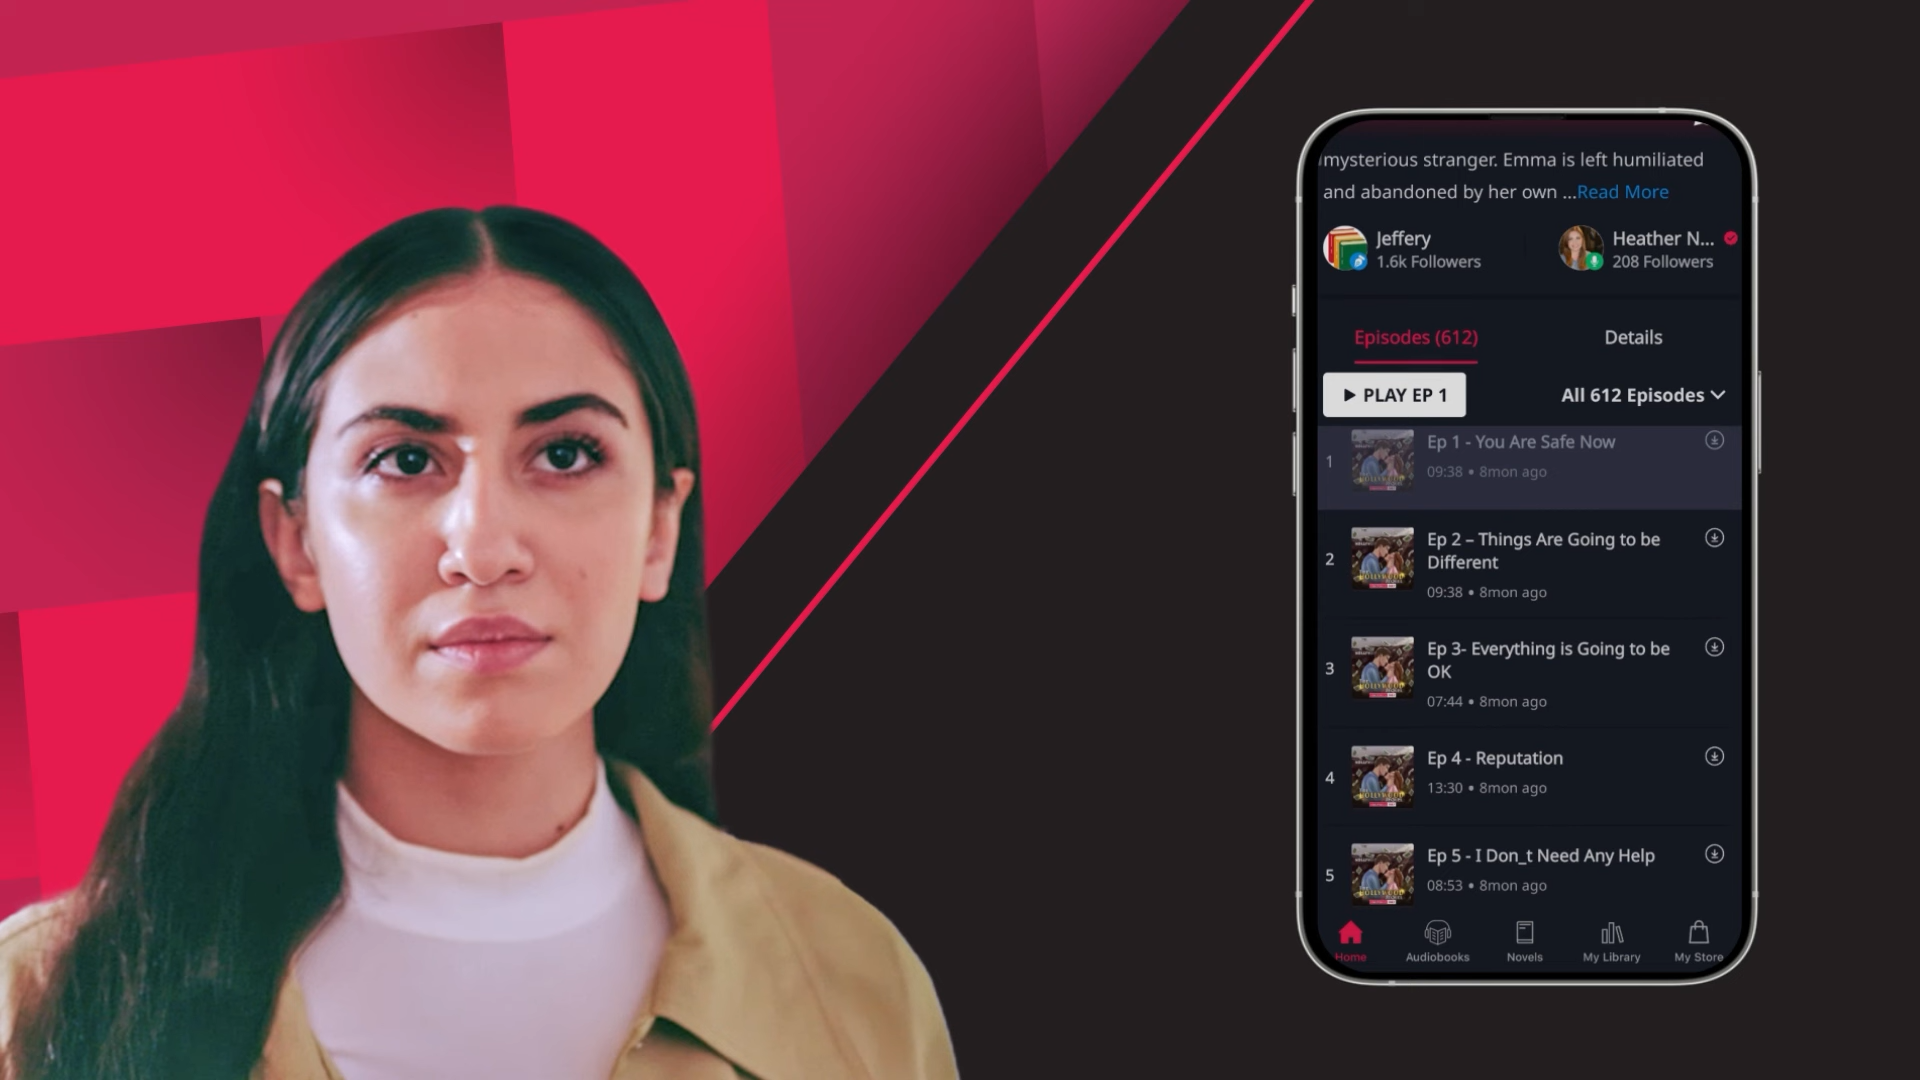 mysterious stranger. Emma is left humiliated
and abandoned by her own ...Read More
Jeffery
1.6k Followers
Heather N...
208 Followers
Episodes (612)
Details
PLAY EP 1
All 612 Episodes
1
Ep 1 - You Are Safe Now
09:38 • 8mon ago
2
Ep 2 – Things Are Going to be
Different
09:38 • 8mon ago
3
Ep 3- Everything is Going to be
OK
07:44 • 8mon ago
4
Ep 4 - Reputation
13:30 • 8mon ago
5
Ep 5 - I Don_t Need Any Help
08:53 • 8mon ago
Home
Audiobooks
Novels
My Library
My Store